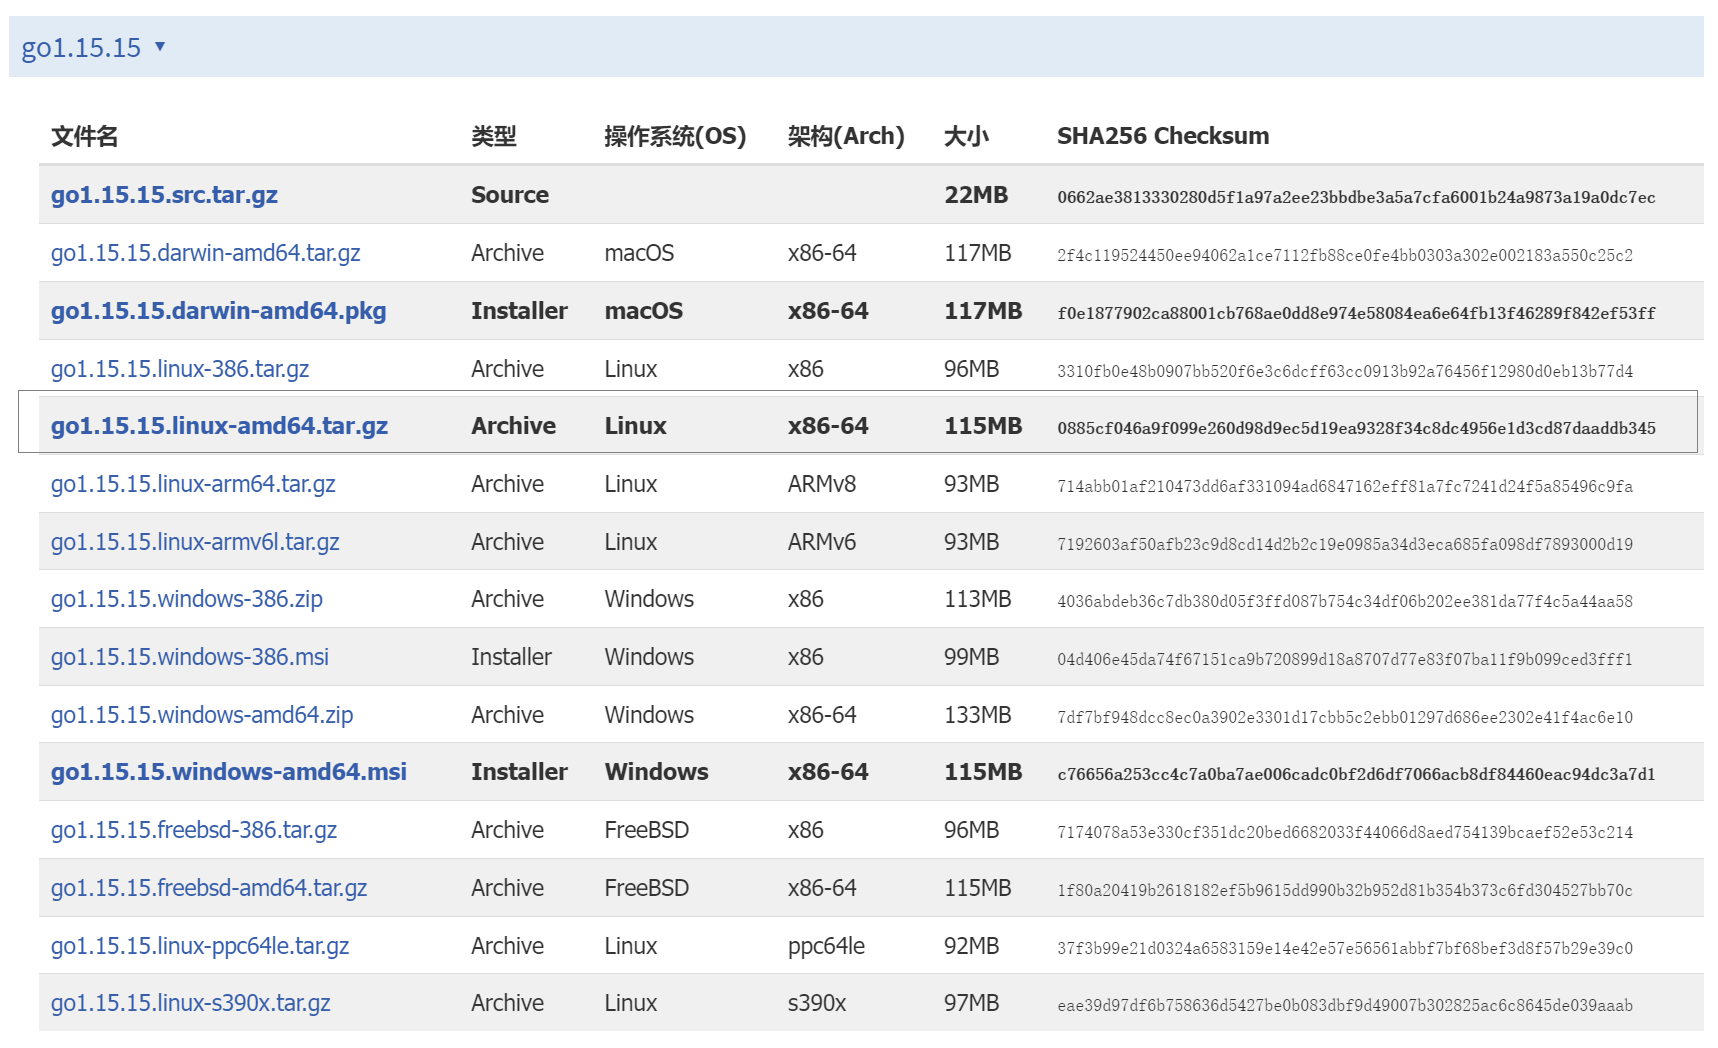 go1.15.15 ▾
文件名 类型 操作系统(OS) 架构(Arch) 大小 SHA256 Checksum
go1.15.15.src.tar.gz Source 22MB 0662ae3813330280d5f1a97a2ee23bbdbe3a5a7cfa6001b24a9873a19a0dc7ec
go1.15.15.darwin-amd64.tar.gz Archive macOS x86-64 117MB 2f4c119524450ee94062a1ce7112fb88ce0fe4bb0303a302e002183a550c25c2
go1.15.15.darwin-amd64.pkg Installer macOS x86-64 117MB f0e1877902ca88001cb768ae0dd8e974e58084ea6e64fb13f46289f842ef53ff
go1.15.15.linux-386.tar.gz Archive Linux x86 96MB 3310fb0e48b0907bb520f6e3c6dcff63cc0913b92a76456f12980d0eb13b77d4
go1.15.15.linux-amd64.tar.gz Archive Linux x86-64 115MB 0885cf046a9f099e260d98d9ec5d19ea9328f34c8dc4956e1d3cd87daaddb345
go1.15.15.linux-arm64.tar.gz Archive Linux ARMv8 93MB 714abb01af210473dd6af331094ad6847162eff81a7fc7241d24f5a85496c9fa
go1.15.15.linux-armv6l.tar.gz Archive Linux ARMv6 93MB 7192603af50afb23c9d8cd14d2b2c19e0985a34d3eca685fa098df7893000d19
go1.15.15.windows-386.zip Archive Windows x86 113MB 4036abdeb36c7db380d05f3ffd087b754c34df06b202ee381da77f4c5a44aa58
go1.15.15.windows-386.msi Installer Windows x86 99MB 04d406e45da74f67151ca9b720899d18a8707d77e83f07ba11f9b099ced3fff1
go1.15.15.windows-amd64.zip Archive Windows x86-64 133MB 7df7bf948dcc8ec0a3902e3301d17cbb5c2ebb01297d686ee2302e41f4ac6e10
go1.15.15.windows-amd64.msi Installer Windows x86-64 115MB c76656a253cc4c7a0ba7ae006cadc0bf2d6df7066acb8df84460eac94dc3a7d1
go1.15.15.freebsd-386.tar.gz Archive FreeBSD x86 96MB 7174078a53e330cf351dc20bed6682033f44066d8aed754139bcaef52e53c214
go1.15.15.freebsd-amd64.tar.gz Archive FreeBSD x86-64 115MB 1f80a20419b2618182ef5b9615dd990b32b952d81b354b373c6fd304527bb70c
go1.15.15.linux-ppc64le.tar.gz Archive Linux ppc64le 92MB 37f3b99e21d0324a6583159e14e42e57e56561abbf7bf68bef3d8f57b29e39c0
go1.15.15.linux-s390x.tar.gz Archive Linux s390x 97MB eae39d97df6b758636d5427be0b083dbf9d49007b302825ac6c8645de039aaab